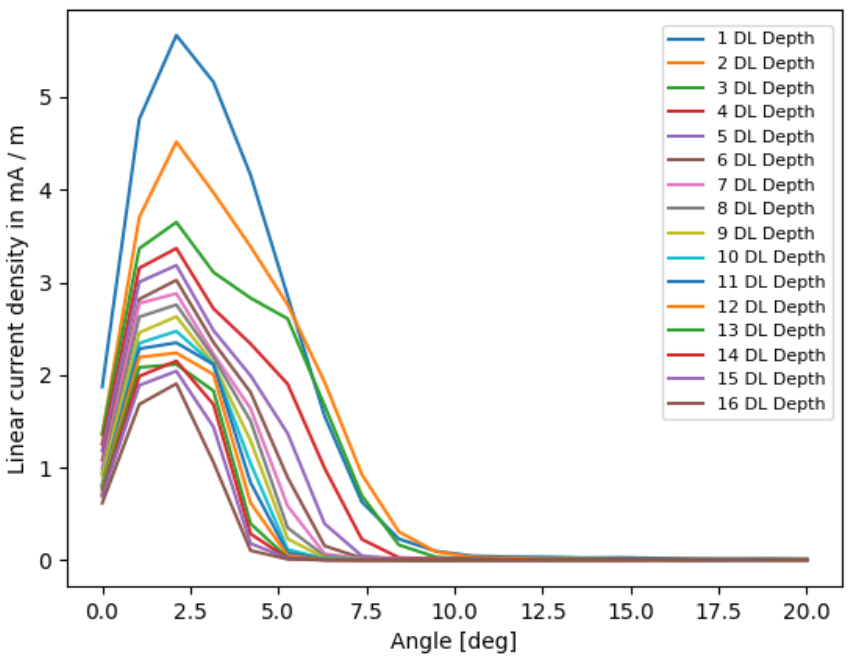 Linear current density in mA / m
5
4
3
2
1
0
1 DL Depth
2 DL Depth
3 DL Depth
4 DL Depth
5 DL Depth
6 DL Depth
7 DL Depth
8 DL Depth
9 DL Depth
10 DL Depth
11 DL Depth
12 DL Depth
13 DL Depth
14 DL Depth
15 DL Depth
16 DL Depth
0.0 2.5 5.0 7.5 10.0 12.5 15.0 17.5 20.0
Angle [deg]